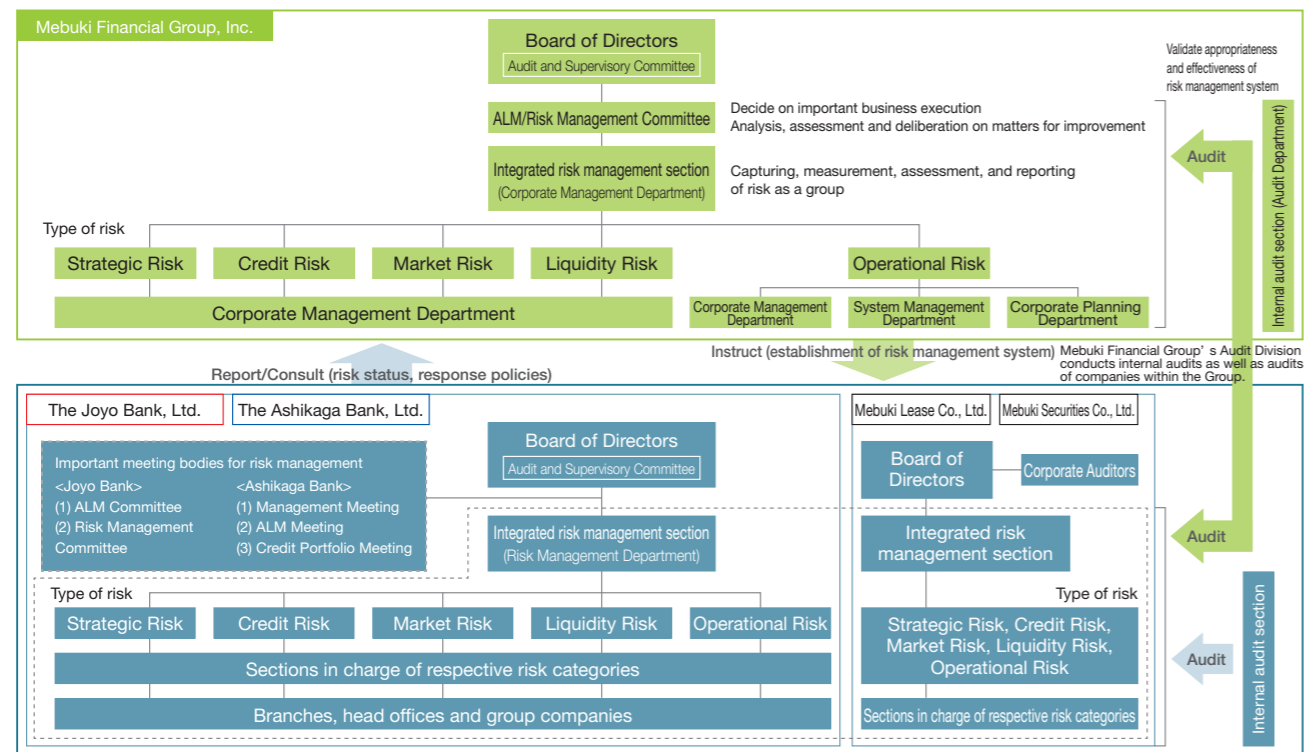 Mebuki Financial Group, Inc.
Board of Directors
Audit and Supervisory Committee
Validate appropriateness
and effectiveness of
risk management system
ALM/Risk Management Committee
Decide on important business execution
Analysis, assessment and deliberation on matters for improvement
Integrated risk management section
(Corporate Management Department)
Capturing, measurement, assessment, and reporting
of risk as a group
Audit
Internal audit section (Audit Department)
Type of risk
Strategic Risk
Credit Risk
Market Risk
Liquidity Risk
Operational Risk
Corporate Management Department
Corporate Management
Department
System Management
Department
Corporate Planning
Department
Report/Consult (risk status, response policies)
Instruct (establishment of risk management system)
Mebuki Financial Group’ s Audit Division
conducts internal audits as well as audits
of companies within the Group.
The Joyo Bank, Ltd.
The Ashikaga Bank, Ltd.
Important meeting bodies for risk management
<Joyo Bank>
(1) ALM Committee
(2) Risk Management
Committee
<Ashikaga Bank>
(1) Management Meeting
(2) ALM Meeting
(3) Credit Portfolio Meeting
Board of Directors
Audit and Supervisory Committee
Integrated risk management section
(Risk Management Department)
Type of risk
Strategic Risk
Credit Risk
Market Risk
Liquidity Risk
Operational Risk
Sections in charge of respective risk categories
Branches, head offices and group companies
Mebuki Lease Co., Ltd.
Mebuki Securities Co., Ltd.
Board of
Directors
Corporate Auditors
Integrated risk
management section
Type of risk
Strategic Risk, Credit Risk,
Market Risk, Liquidity Risk,
Operational Risk
Sections in charge of respective risk categories
Audit
Audit
Internal audit section